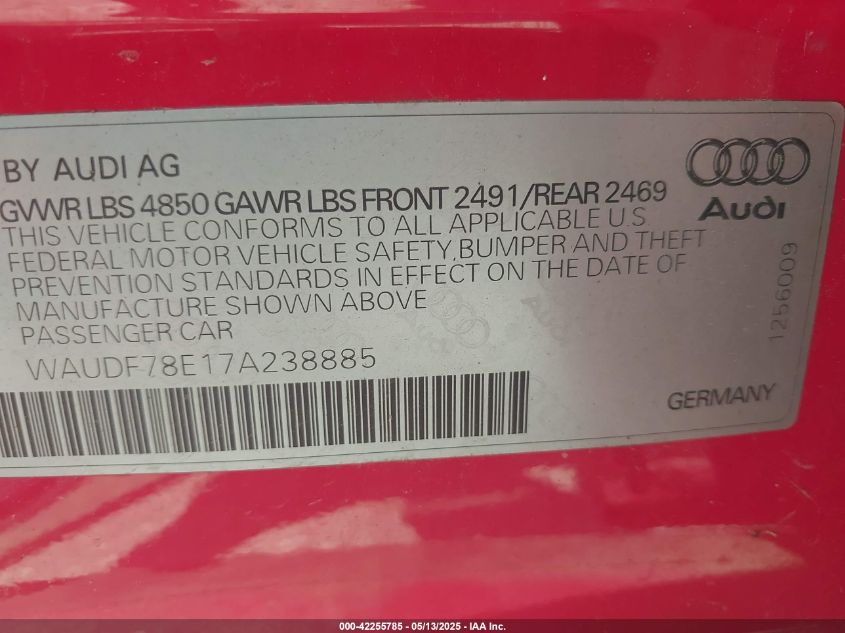 BY AUDI AG
GVWR LBS 4850 GAWR LBS FRONT 2491/REAR 2469
THIS VEHICLE CONFORMS TO ALL APPLICABLE U.S
FEDERAL MOTOR VEHICLE SAFETY,BUMPER AND THEFT
PREVENTION STANDARDS IN EFFECT ON THE DATE OF
MANUFACTURE SHOWN ABOVE
PASSENGER CAR
WAUDF78E17A238885
Audi
1256009
GERMANY
000-42255785 - 05/13/2025 - IAA Inc.